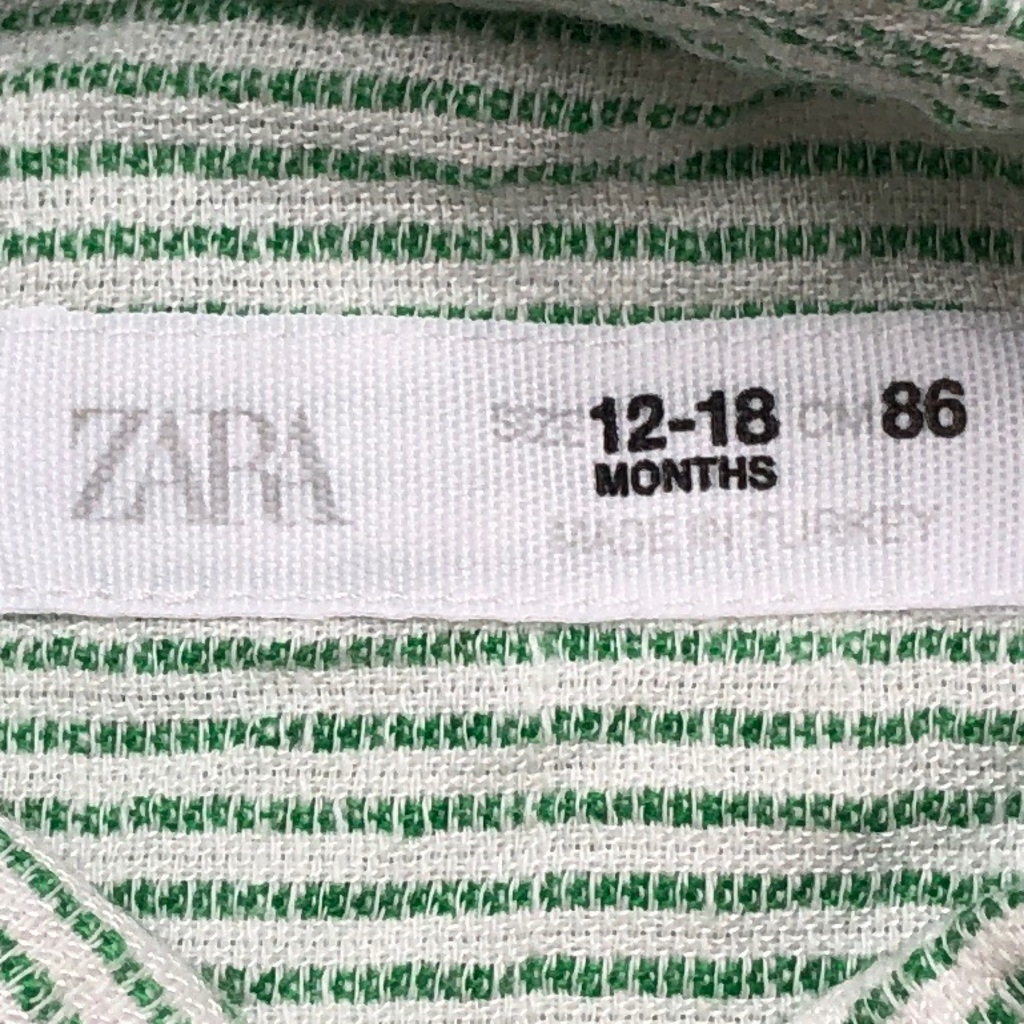 ZARA
SIZE 12-18 CM 86
MONTHS
MADE IN TURKEY